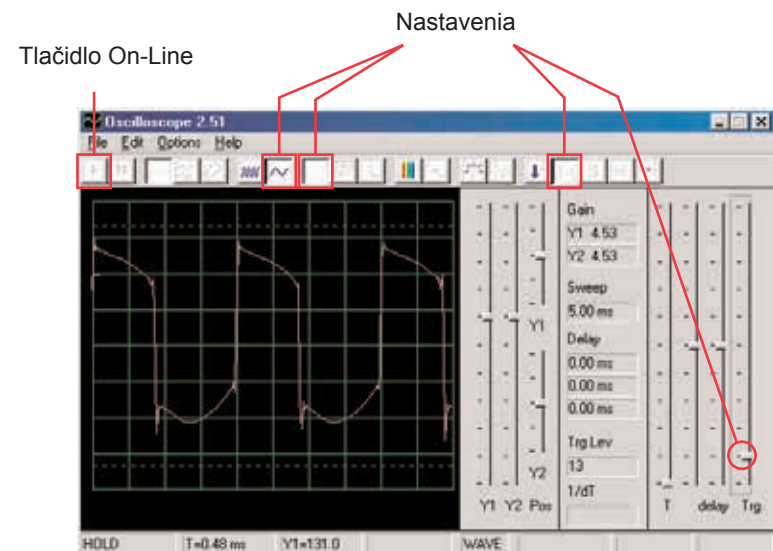 Nastavenia
Tlačidlo On-Line
Oscilloscope 2.51
File Edit Options Help
Gain
Y1 4.53
Y2 4.53
Sweep
5.00 ms
Y1
Delay
0.00 ms
0.00 ms
0.00 ms
Trg Lev
Y2
13
1/dT
Y1 Y2 Pos
T delay Trg
HOLD T=0.48 ms Y1=131.0 WAVE